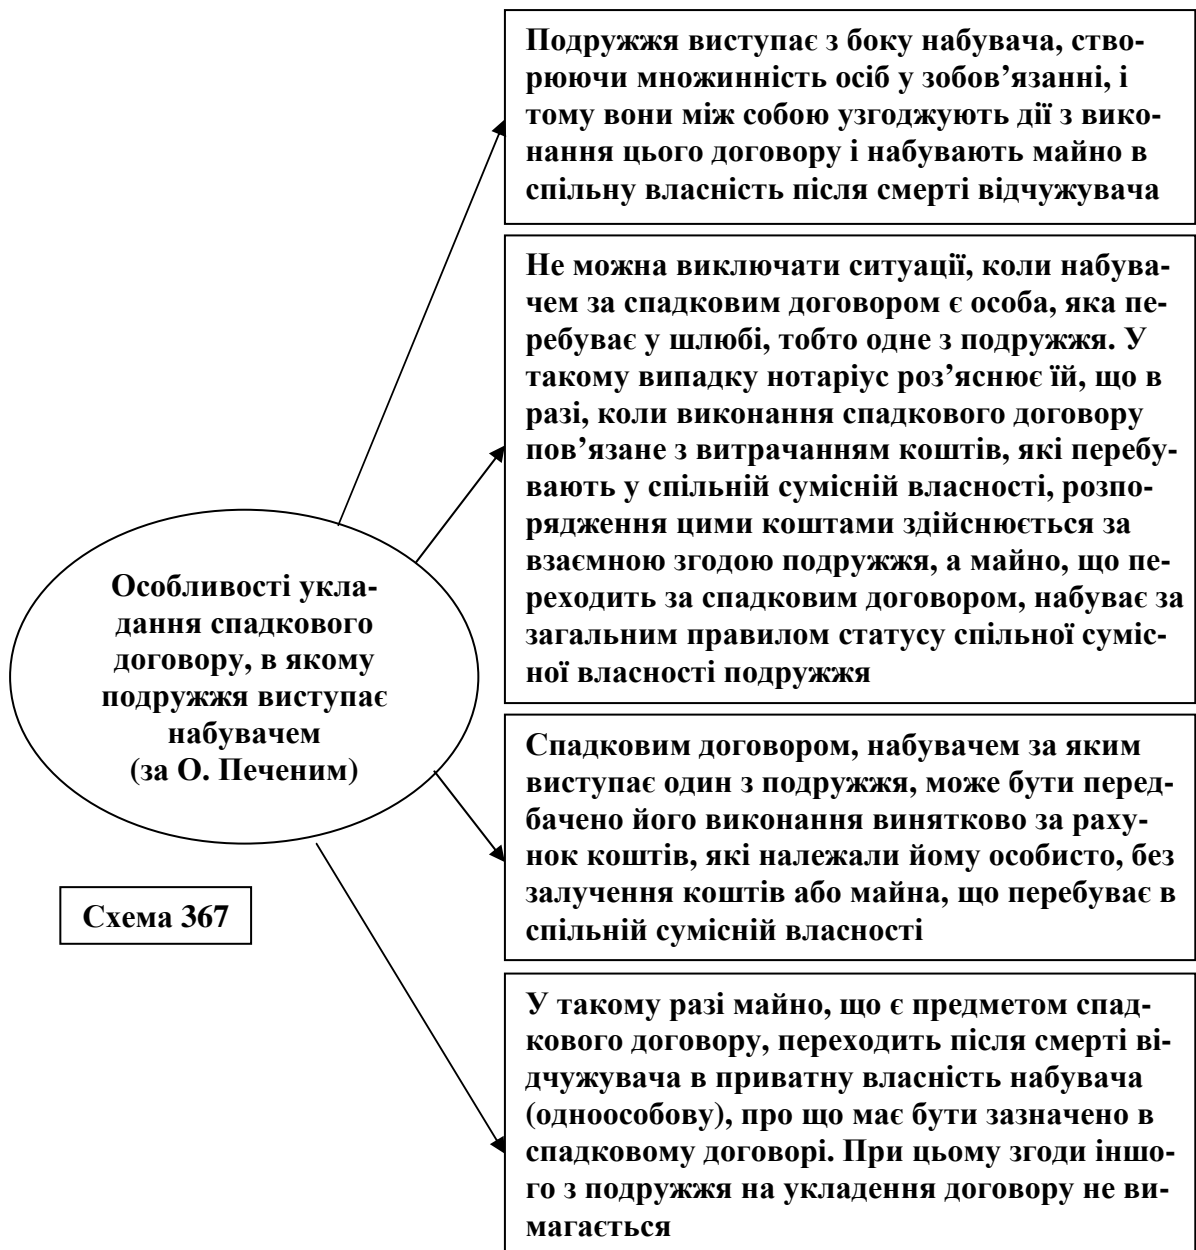 Подружжя виступає з боку набувача, ство-
рюючи множинність осіб у зобов’язанні, і
тому вони між собою узгоджують дії з вико-
нання цього договору і набувають майно в
спільну власність після смерті відчужувача
Не можна виключати ситуації, коли набува-
чем за спадковим договором є особа, яка пе-
ребуває у шлюбі, тобто одне з подружжя. У
такому випадку нотаріус роз’яснює їй, що в
разі, коли виконання спадкового договору
пов’язане з витрачанням коштів, які перебу-
вають у спільній сумісній власності, розпо-
рядження цими коштами здійснюється за
взаємною згодою подружжя, а майно, що пе-
реходить за спадковим договором, набуває за
загальним правилом статусу спільної суміс-
ної власності подружжя
Особливості укла-
дання спадкового
договору, в якому
подружжя виступає
набувачем
(за О. Печеним)
Спадковим договором, набувачем за яким
виступає один з подружжя, може бути перед-
бачено його виконання винятково за раху-
нок коштів, які належали йому особисто, без
залучення коштів або майна, що перебуває в
спільній сумісній власності
Схема 367
У такому разі майно, що є предметом спад-
кового договору, переходить після смерті ві-
дчужувача в приватну власність набувача
(одноособову), про що має бути зазначено в
спадковому договорі. При цьому згоди іншо-
го з подружжя на укладення договору не ви-
магається